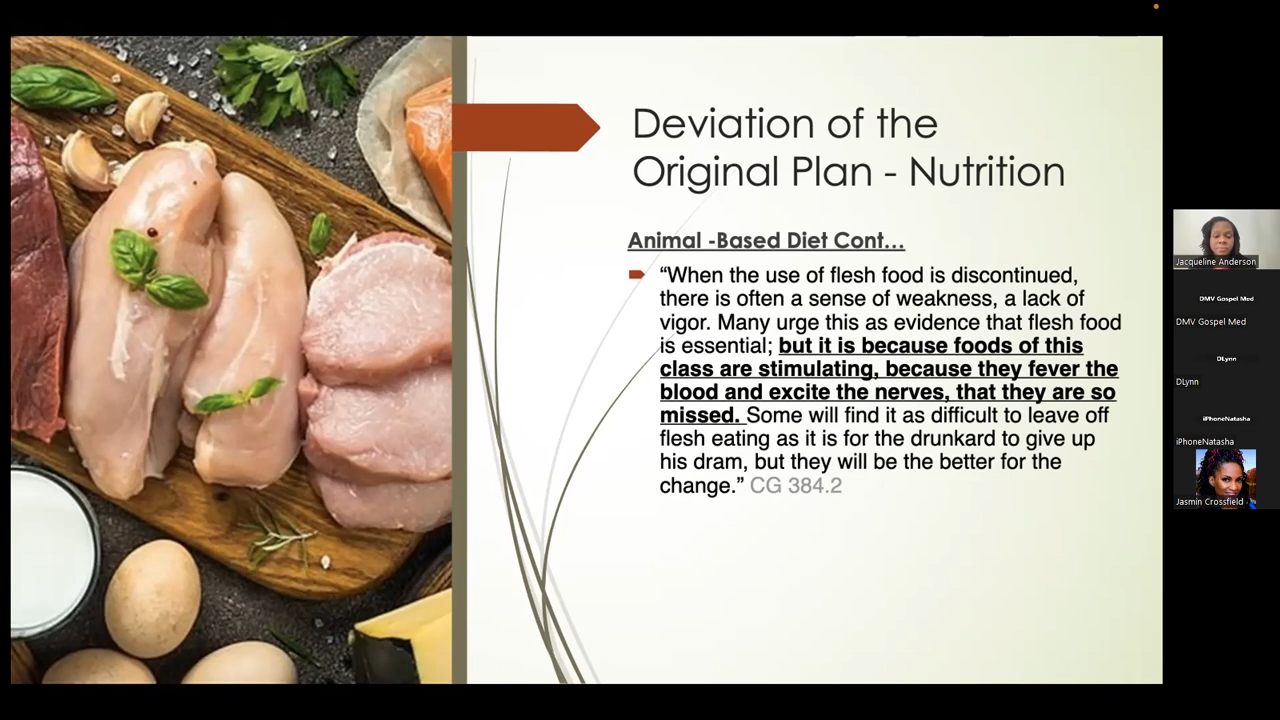 Deviation of the
Original Plan - Nutrition
Animal -Based Diet Cont...
“When the use of flesh food is discontinued,
there is often a sense of weakness, a lack of
vigor. Many urge this as evidence that flesh food
is essential; but it is because foods of this
class are stimulating, because they fever the
blood and excite the nerves, that they are so
missed. Some will find it as difficult to leave off
flesh eating as it is for the drunkard to give up
his dram, but they will be the better for the
change.” CG 384.2
Jacqueline Anderson
DMV Gospel Med
DMV Gospel Med
DLynn
DLynn
iPhoneNatasha
iPhoneNatasha
Jasmin Crossfield